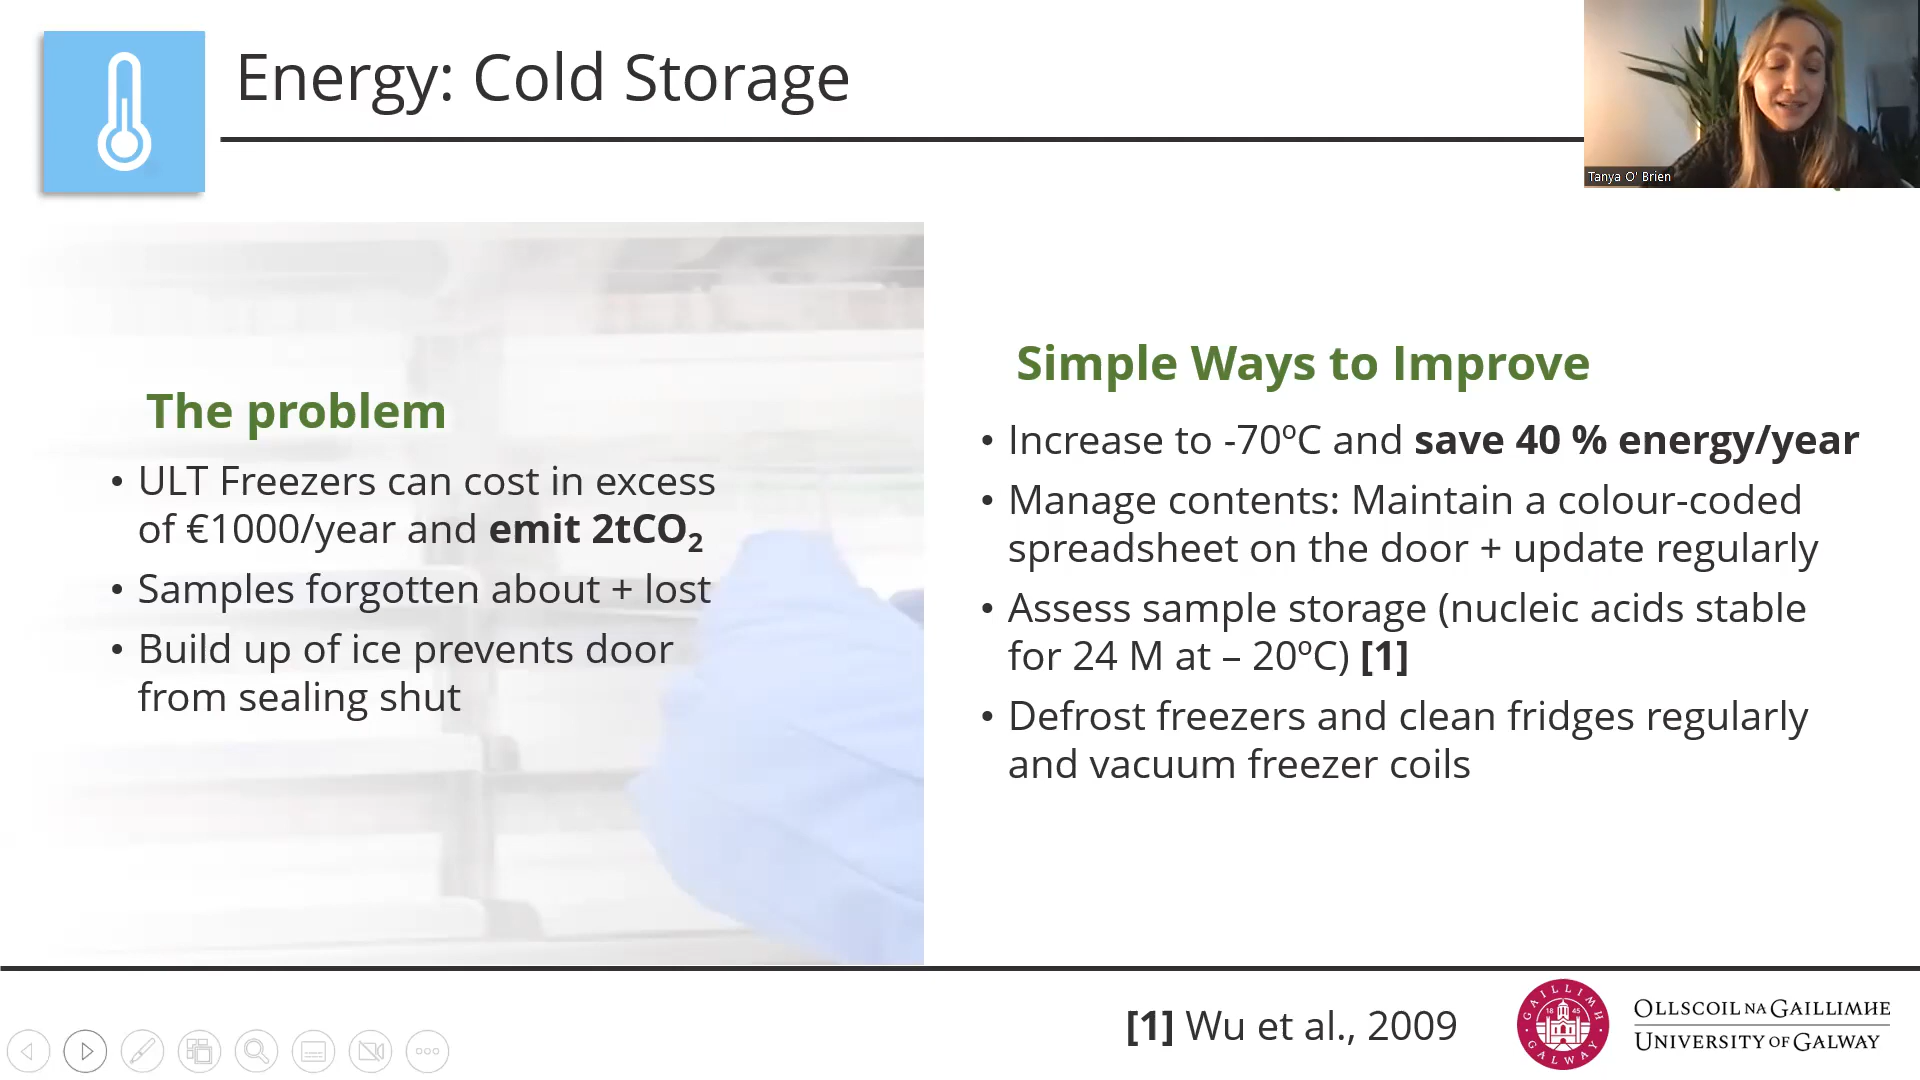 Energy: Cold Storage
Tanya O' Brien
The problem
• ULT Freezers can cost in excess
of €1000/year and emit 2tCO₂
• Samples forgotten about + lost
• Build up of ice prevents door
from sealing shut
Simple Ways to Improve
• Increase to -70ºC and save 40 % energy/year
• Manage contents: Maintain a colour-coded
spreadsheet on the door + update regularly
• Assess sample storage (nucleic acids stable
for 24 M at – 20ºC) [1]
• Defrost freezers and clean fridges regularly
and vacuum freezer coils
[1] Wu et al., 2009
GAILLIMH
18 45
GALWAY
OLLSCOIL NA GAILLIMHE
UNIVERSITY OF GALWAY